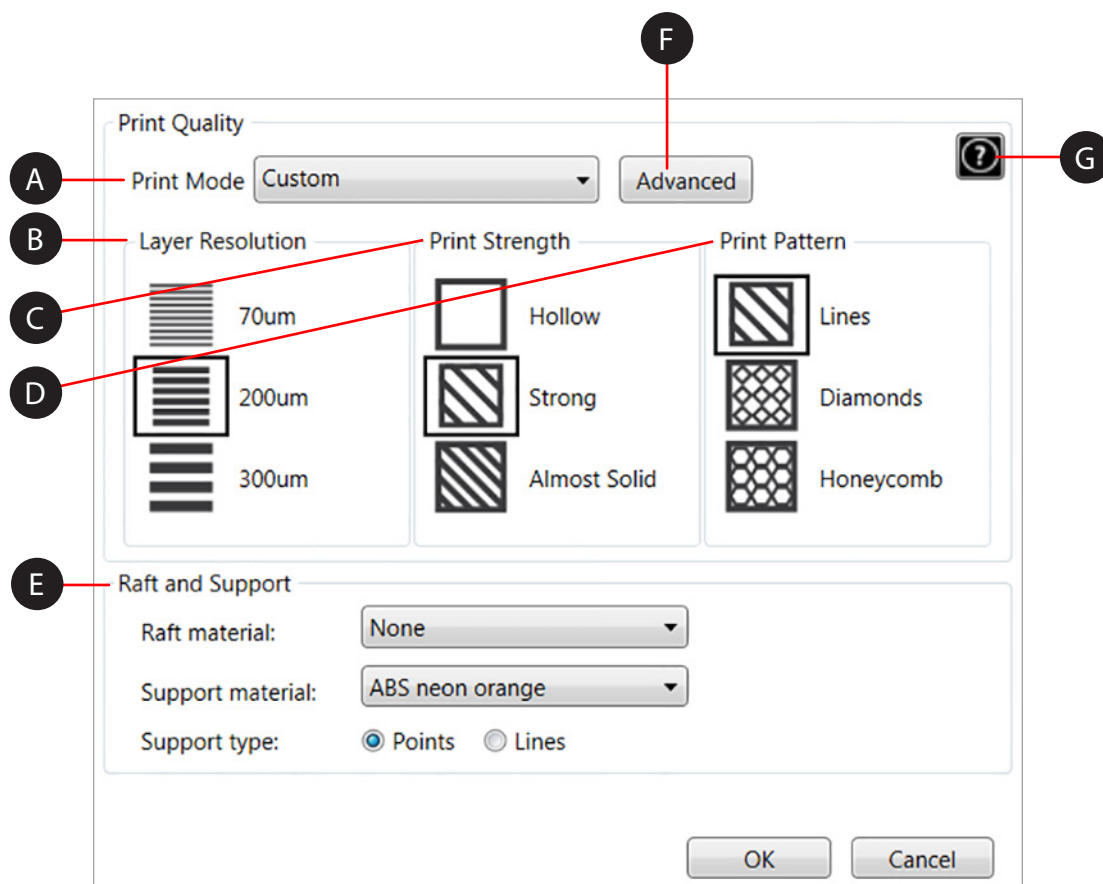 F
Print Quality
?
G
A
Print Mode Custom Advanced
B
Layer Resolution Print Strength Print Pattern
C
70um Hollow Lines
D
200um Strong Diamonds
300um Almost Solid Honeycomb
E
Raft and Support
Raft material: None
Support material: ABS neon orange
Support type: Points Lines
OK Cancel